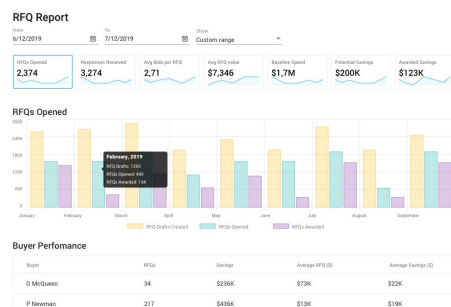 RFQ Report
From
To
Show
6/12/2019
7/12/2019
Custom range
RFQs Opened
Responses Received
Avg Bids per RFQ
Avg RFQ value
Baseline Spend
Potential Savings
Awarded Savings
2,374
3,274
2,71
$7,346
$1,7M
$200K
$123K
RFQs Opened
3000
2400
1800
1200
600
0
February, 2019
RFQ Drafts: 1200
RFQs Opened: 490
RFQs Awarded: 134
January
February
March
April
May
June
July
August
September
RFQ Drafts Created
RFQs Opened
RFQs Awarded
Buyer Perfomance
Buyer
RFQs
Savings
Average RFQ ($)
Average Savings ($)
G McQueen
34
$236K
$73K
$22K
P Newman
217
$436K
$13K
$19K